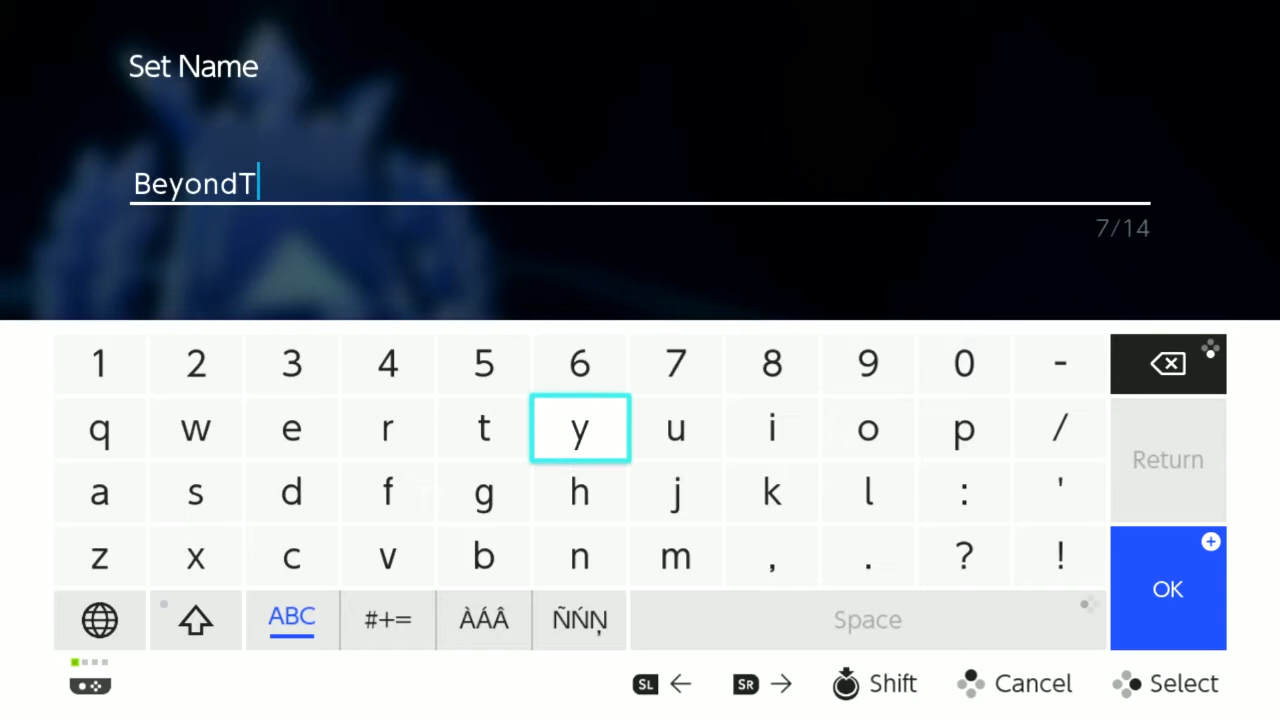 Set Name
BeyondT
7/14
1 2 3 4 5 6 7 8 9 0 -
q w e r t y u i o p /
Return
a s d f g h j k l : '
z x c v b n m , . ? !
OK
ABC #+= ÀÁÂ ÑŃŅ Space
SL ← SR → Shift Cancel Select